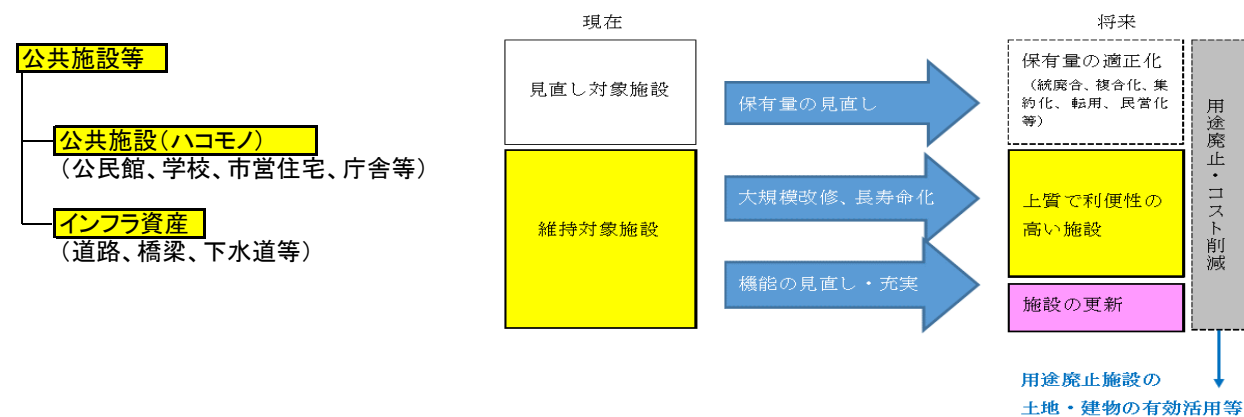 公共施設等
公共施設(ハコモノ)
(公民館、学校、市営住宅、庁舎等)
インフラ資産
(道路、橋梁、下水道等)
現在
見直し対象施設
維持対象施設
保有量の見直し
大規模改修、長寿命化
機能の見直し・充実
将来
保有量の適正化
(統廃合、複合化、集
約化、転用、民営化
等)
上質で利便性の
高い施設
施設の更新
用途廃止・コスト削減
用途廃止施設の
土地・建物の有効活用等